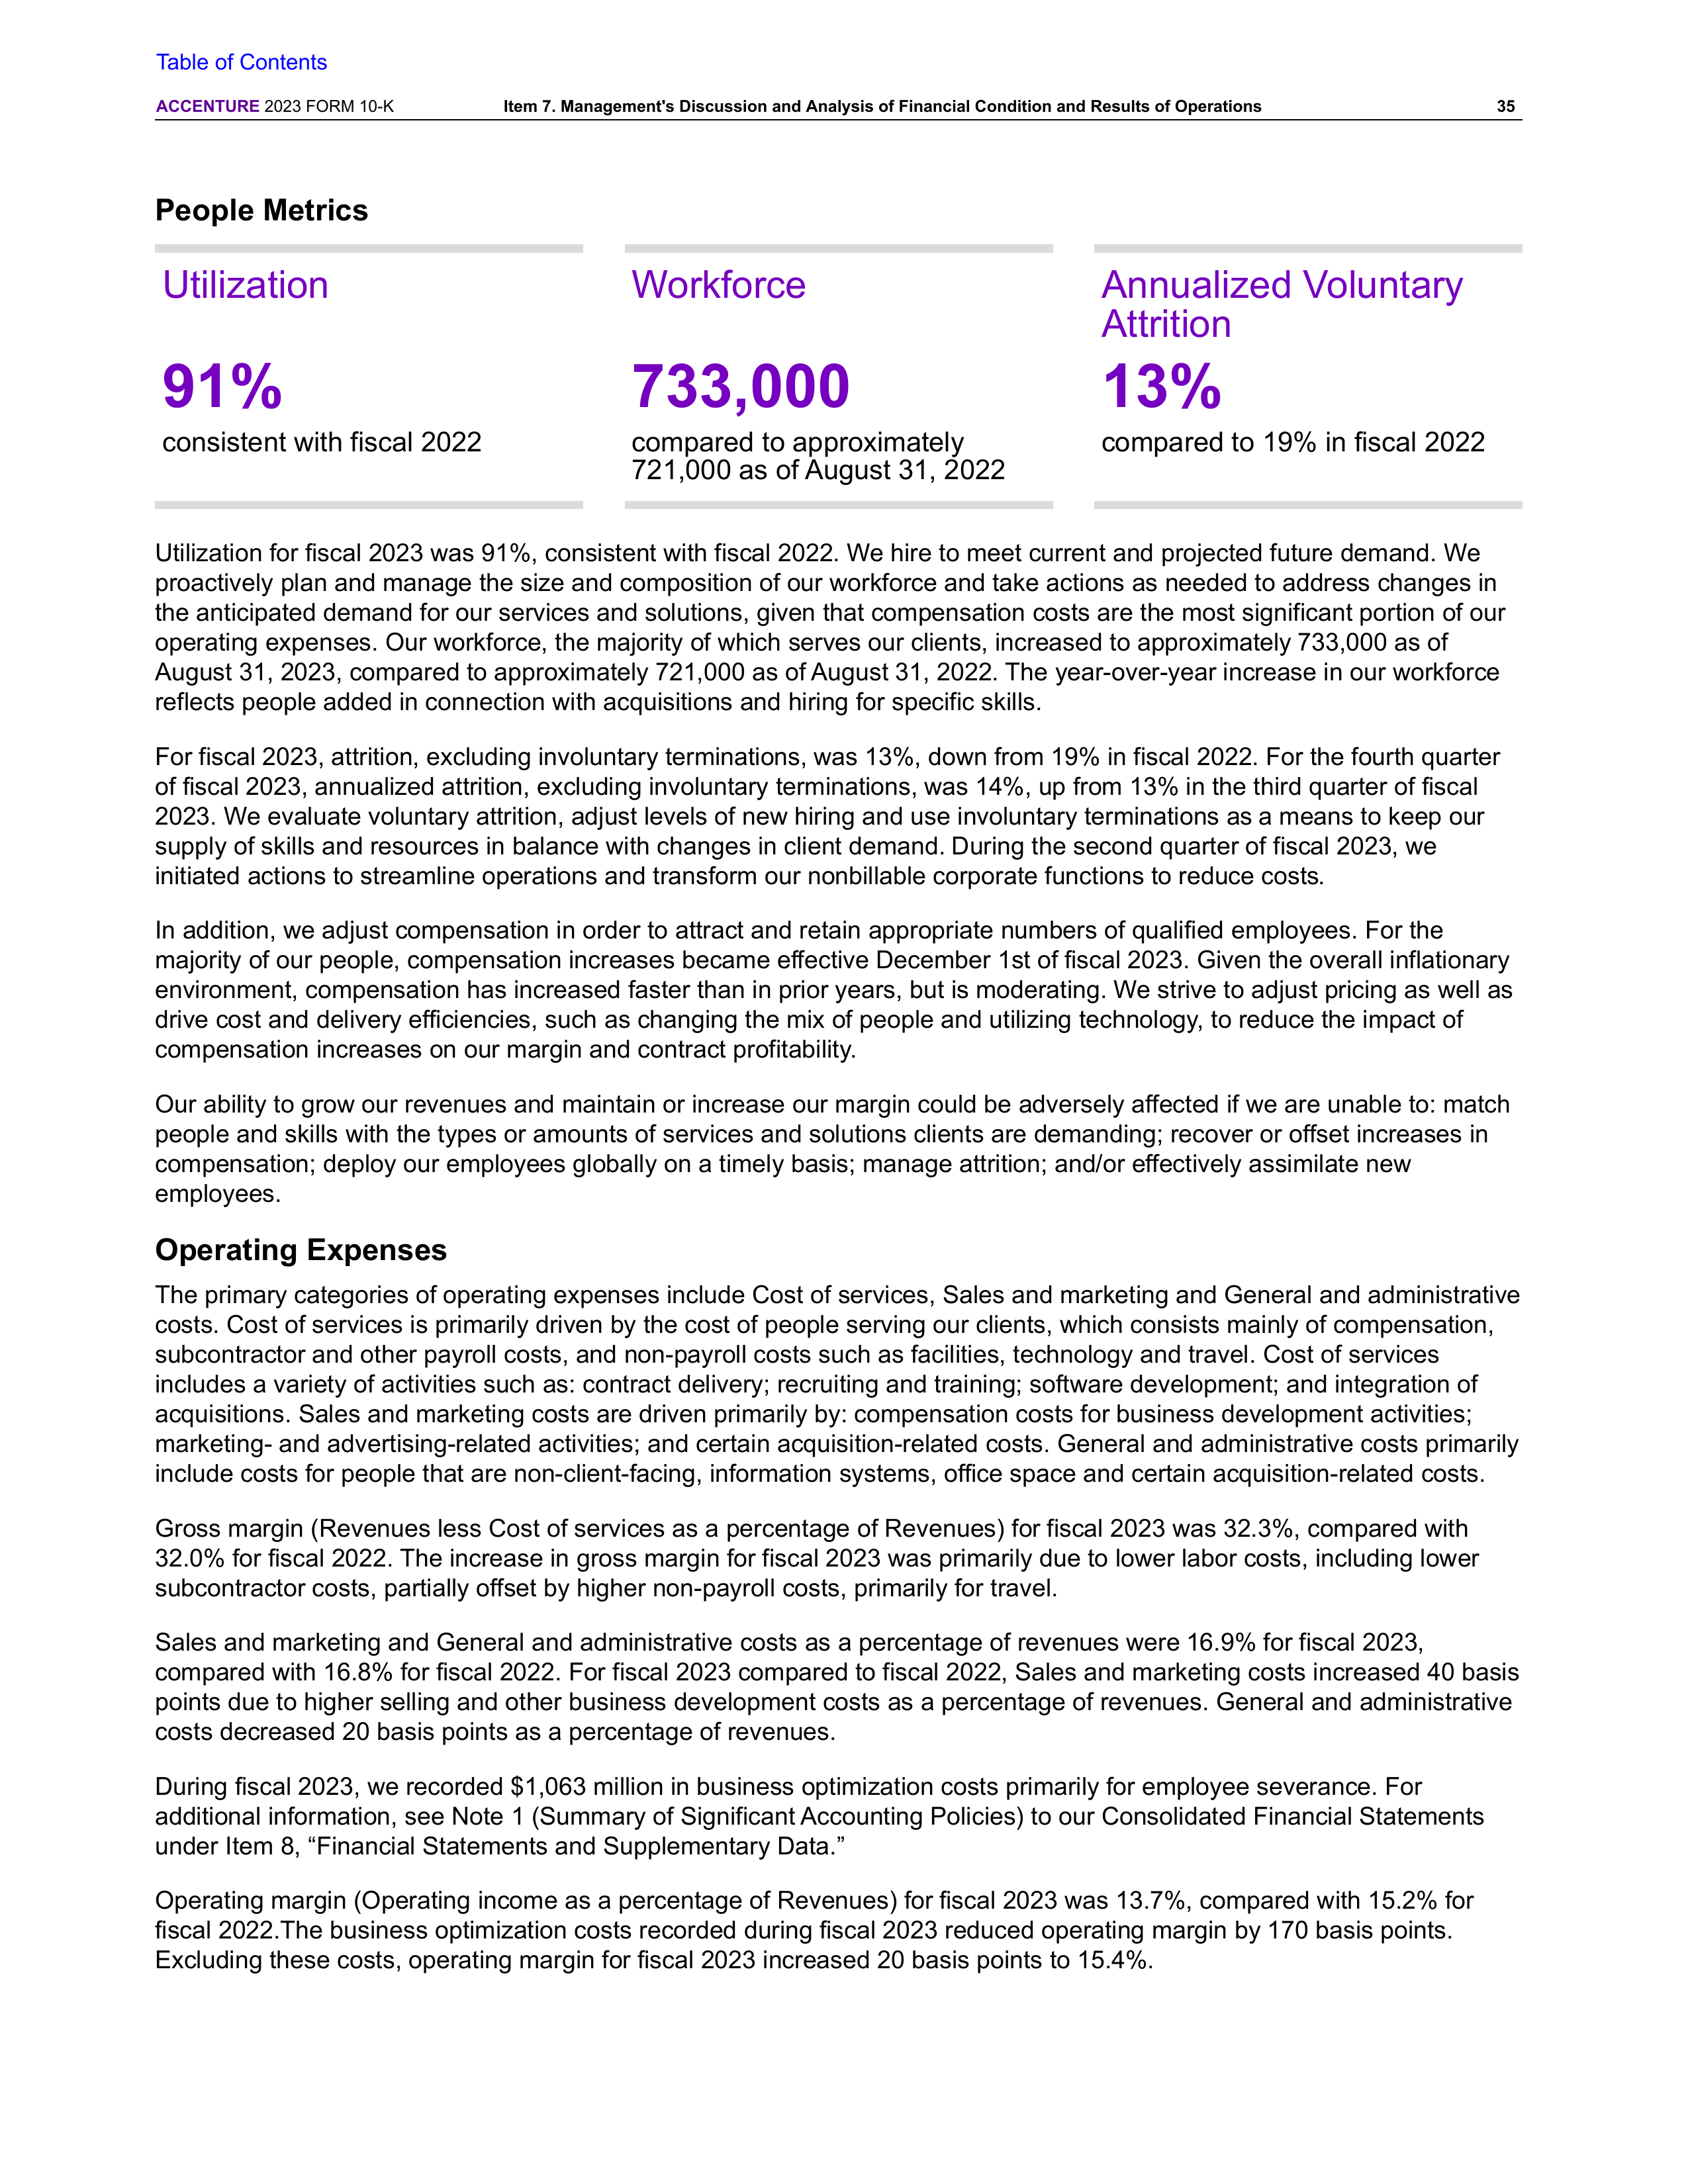 Table of Contents
ACCENTURE 2023 FORM 10-K Item 7. Management's Discussion and Analysis of Financial Condition and Results of Operations 35
People Metrics
Utilization
91%
consistent with fiscal 2022
Workforce
733,000
compared to approximately
721,000 as of August 31, 2022
Annualized Voluntary
Attrition
13%
compared to 19% in fiscal 2022
Utilization for fiscal 2023 was 91%, consistent with fiscal 2022. We hire to meet current and projected future demand. We
proactively plan and manage the size and composition of our workforce and take actions as needed to address changes in
the anticipated demand for our services and solutions, given that compensation costs are the most significant portion of our
operating expenses. Our workforce, the majority of which serves our clients, increased to approximately 733,000 as of
August 31, 2023, compared to approximately 721,000 as of August 31, 2022. The year-over-year increase in our workforce
reflects people added in connection with acquisitions and hiring for specific skills.
For fiscal 2023, attrition, excluding involuntary terminations, was 13%, down from 19% in fiscal 2022. For the fourth quarter
of fiscal 2023, annualized attrition, excluding involuntary terminations, was 14%, up from 13% in the third quarter of fiscal
2023. We evaluate voluntary attrition, adjust levels of new hiring and use involuntary terminations as a means to keep our
supply of skills and resources in balance with changes in client demand. During the second quarter of fiscal 2023, we
initiated actions to streamline operations and transform our nonbillable corporate functions to reduce costs.
In addition, we adjust compensation in order to attract and retain appropriate numbers of qualified employees. For the
majority of our people, compensation increases became effective December 1st of fiscal 2023. Given the overall inflationary
environment, compensation has increased faster than in prior years, but is moderating. We strive to adjust pricing as well as
drive cost and delivery efficiencies, such as changing the mix of people and utilizing technology, to reduce the impact of
compensation increases on our margin and contract profitability.
Our ability to grow our revenues and maintain or increase our margin could be adversely affected if we are unable to: match
people and skills with the types or amounts of services and solutions clients are demanding; recover or offset increases in
compensation; deploy our employees globally on a timely basis; manage attrition; and/or effectively assimilate new
employees.
Operating Expenses
The primary categories of operating expenses include Cost of services, Sales and marketing and General and administrative
costs. Cost of services is primarily driven by the cost of people serving our clients, which consists mainly of compensation,
subcontractor and other payroll costs, and non-payroll costs such as facilities, technology and travel. Cost of services
includes a variety of activities such as: contract delivery; recruiting and training; software development; and integration of
acquisitions. Sales and marketing costs are driven primarily by: compensation costs for business development activities;
marketing- and advertising-related activities; and certain acquisition-related costs. General and administrative costs primarily
include costs for people that are non-client-facing, information systems, office space and certain acquisition-related costs.
Gross margin (Revenues less Cost of services as a percentage of Revenues) for fiscal 2023 was 32.3%, compared with
32.0% for fiscal 2022. The increase in gross margin for fiscal 2023 was primarily due to lower labor costs, including lower
subcontractor costs, partially offset by higher non-payroll costs, primarily for travel.
Sales and marketing and General and administrative costs as a percentage of revenues were 16.9% for fiscal 2023,
compared with 16.8% for fiscal 2022. For fiscal 2023 compared to fiscal 2022, Sales and marketing costs increased 40 basis
points due to higher selling and other business development costs as a percentage of revenues. General and administrative
costs decreased 20 basis points as a percentage of revenues.
During fiscal 2023, we recorded $1,063 million in business optimization costs primarily for employee severance. For
additional information, see Note 1 (Summary of Significant Accounting Policies) to our Consolidated Financial Statements
under Item 8, “Financial Statements and Supplementary Data.”
Operating margin (Operating income as a percentage of Revenues) for fiscal 2023 was 13.7%, compared with 15.2% for
fiscal 2022.The business optimization costs recorded during fiscal 2023 reduced operating margin by 170 basis points.
Excluding these costs, operating margin for fiscal 2023 increased 20 basis points to 15.4%.